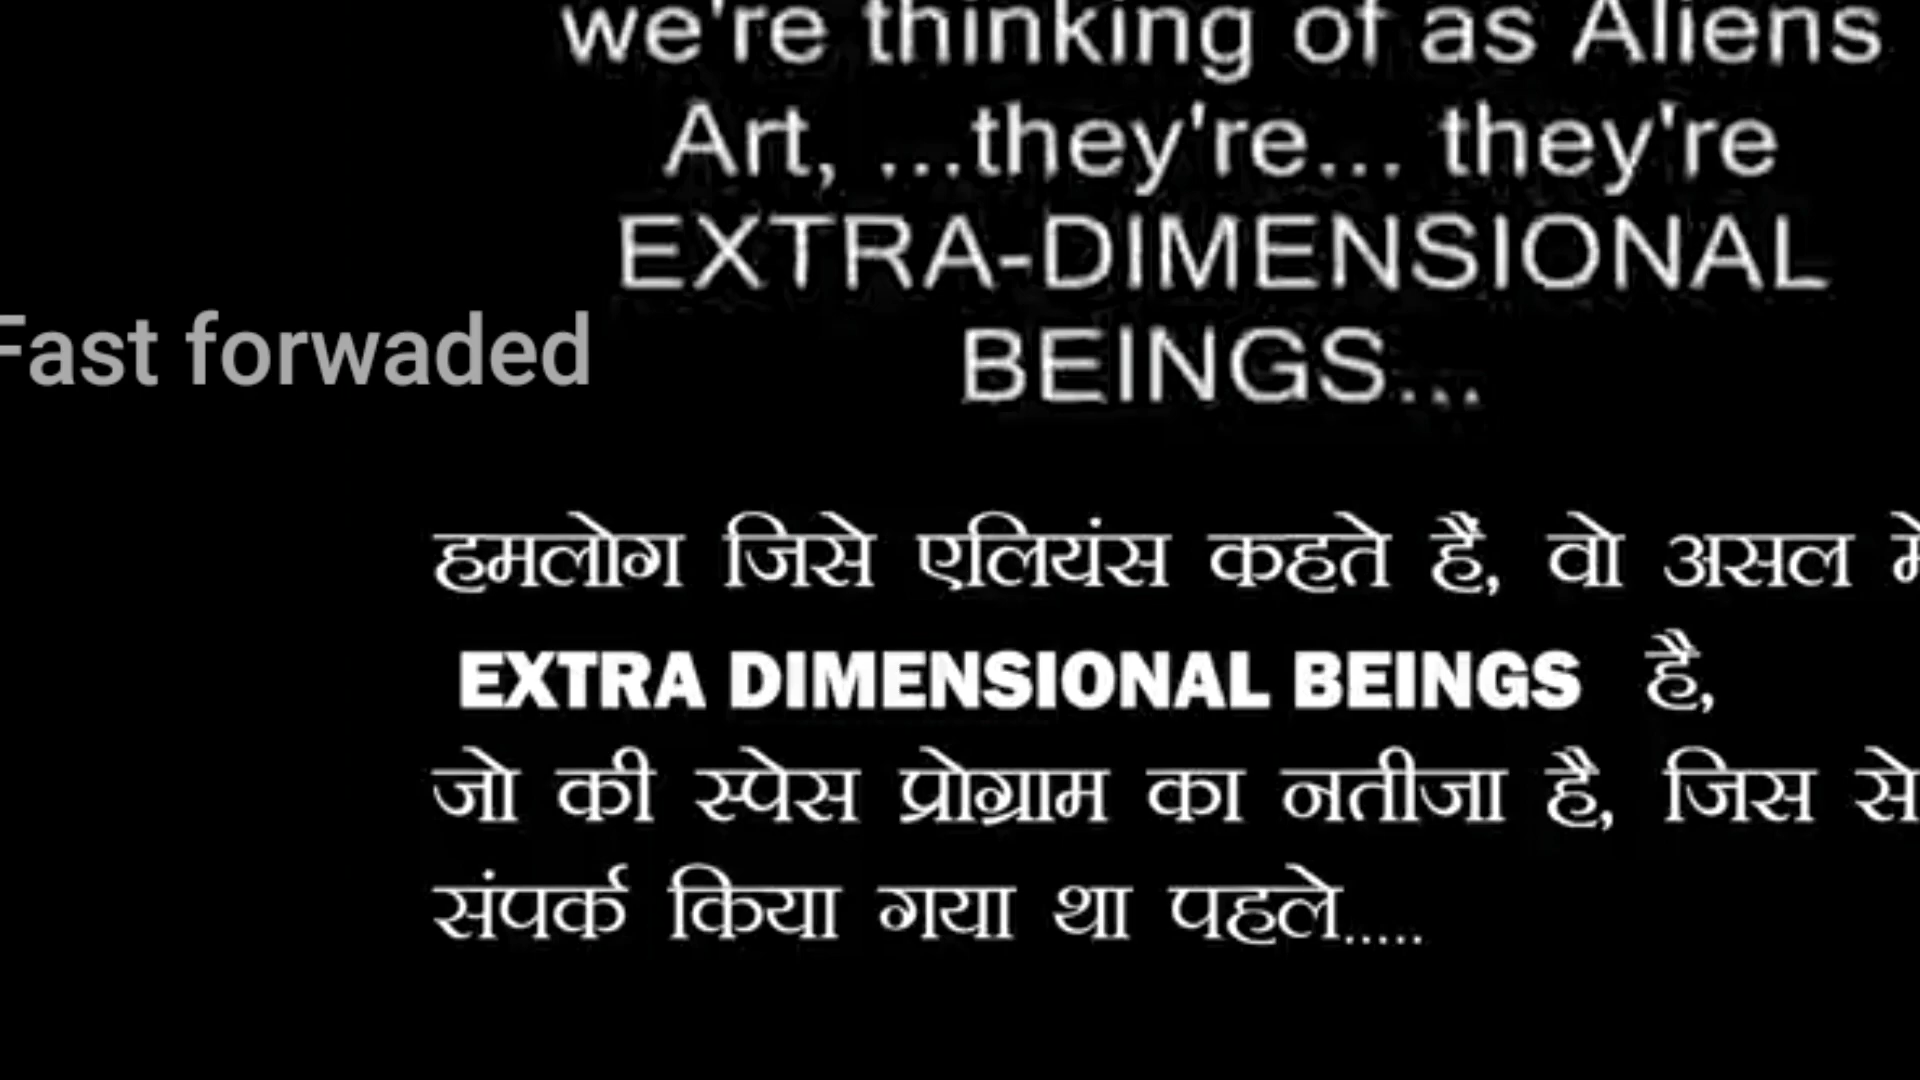 we're thinking of as Aliens
Art, ...they're... they're
EXTRA-DIMENSIONAL
BEINGS...
Fast forwaded
हमलोग जिसे एलियंस कहते हैं, वो असल मे
EXTRA DIMENSIONAL BEINGS है,
जो की स्पेस प्रोग्राम का नतीजा है, जिस से
संपर्क किया गया था पहले.....